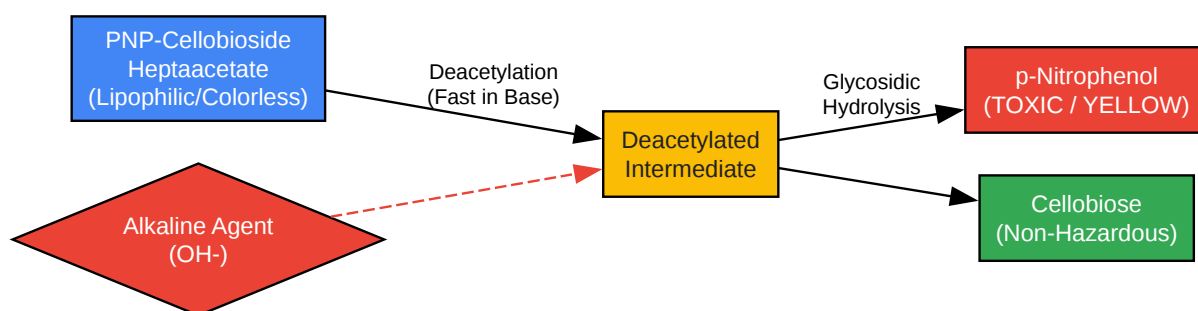 PNP-Cellobioside
Heptaacetate
(Lipophilic/Colorless)
Deacetylation
(Fast in Base)
Alkaline Agent
(OH-)
Deacetylated
Intermediate
Glycosidic
Hydrolysis
p-Nitrophenol
(TOXIC / YELLOW)
Cellobiose
(Non-Hazardous)